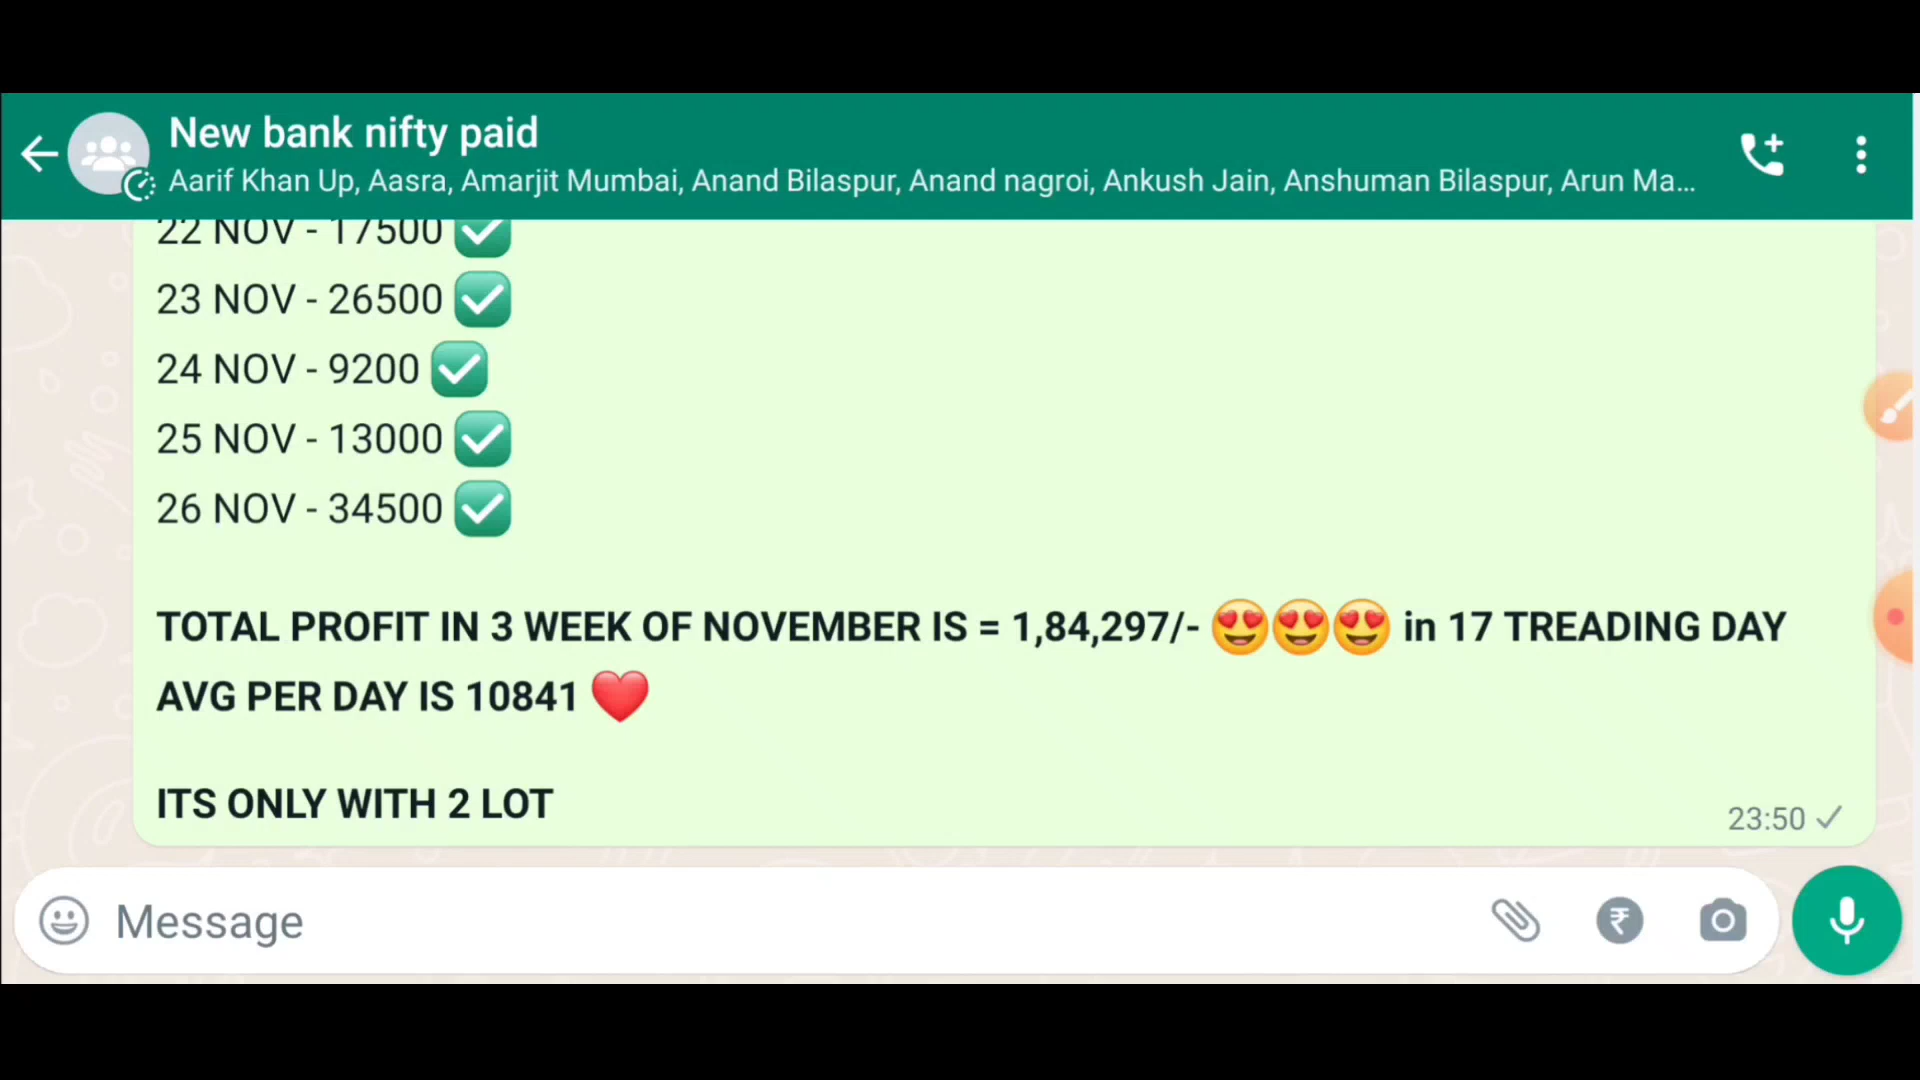 New bank nifty paid
Aarif Khan Up, Aasra, Amarjit Mumbai, Anand Bilaspur, Anand nagroi, Ankush Jain, Anshuman Bilaspur, Arun Ma...
22 NOV - 17500 ✅
23 NOV - 26500 ✅
24 NOV - 9200 ✅
25 NOV - 13000 ✅
26 NOV - 34500 ✅
TOTAL PROFIT IN 3 WEEK OF NOVEMBER IS = 1,84,297/- 😍😍😍 in 17 TREADING DAY
AVG PER DAY IS 10841 ❤️
ITS ONLY WITH 2 LOT
23:50
Message